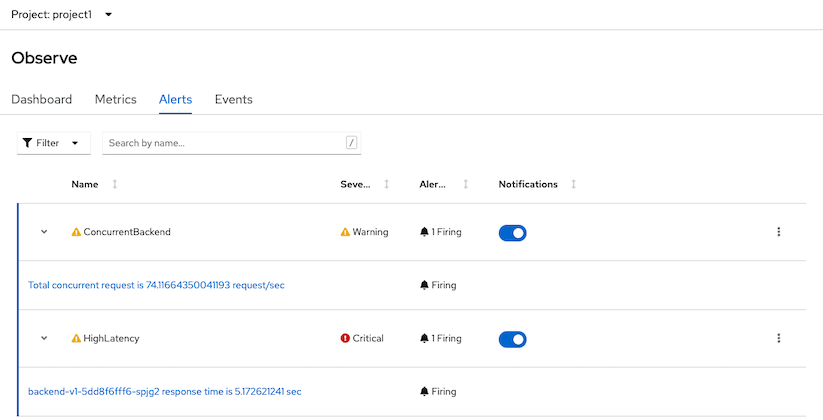 Project: project1
Observe
Dashboard Metrics Alerts Events
Filter Search by name... /
Name Seve... Aler... Notifications
ConcurrentBackend Warning 1 Firing
Total concurrent request is 74.11664350041193 request/sec Firing
HighLatency Critical 1 Firing
backend-v1-5dd8f6fff6-spjg2 response time is 5.172621241 sec Firing